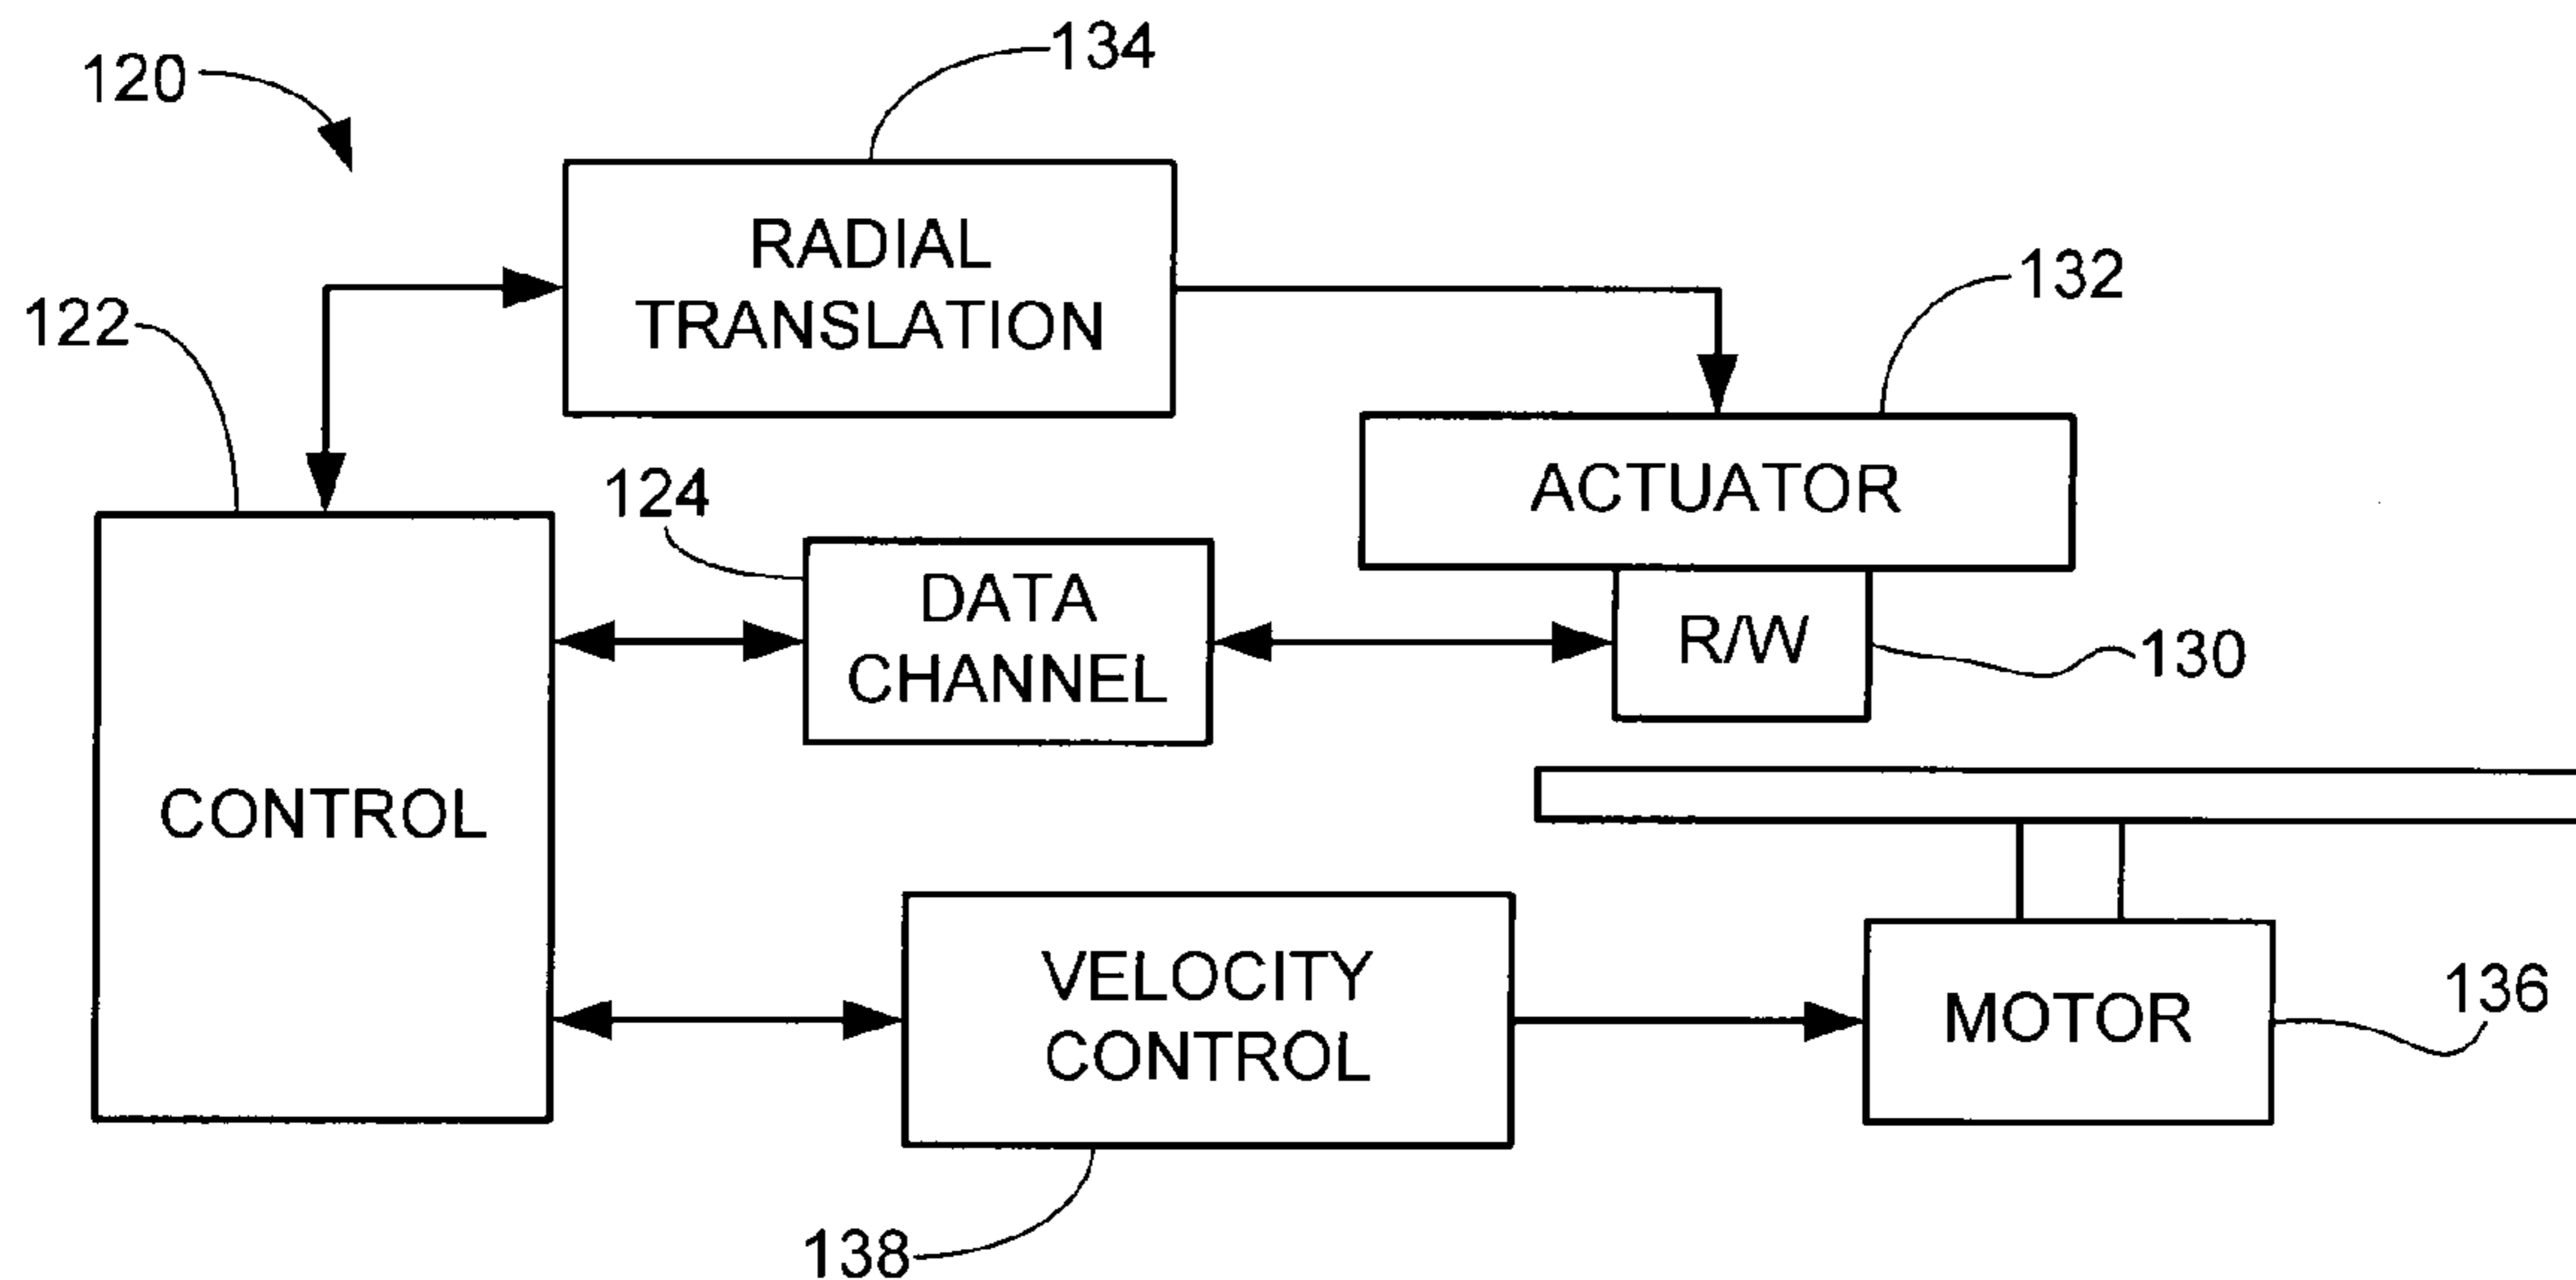 134
120
RADIAL
TRANSLATION
132
122
ACTUATOR
124
DATA
CHANNEL
R/W
130
CONTROL
VELOCITY
CONTROL
MOTOR
136
138